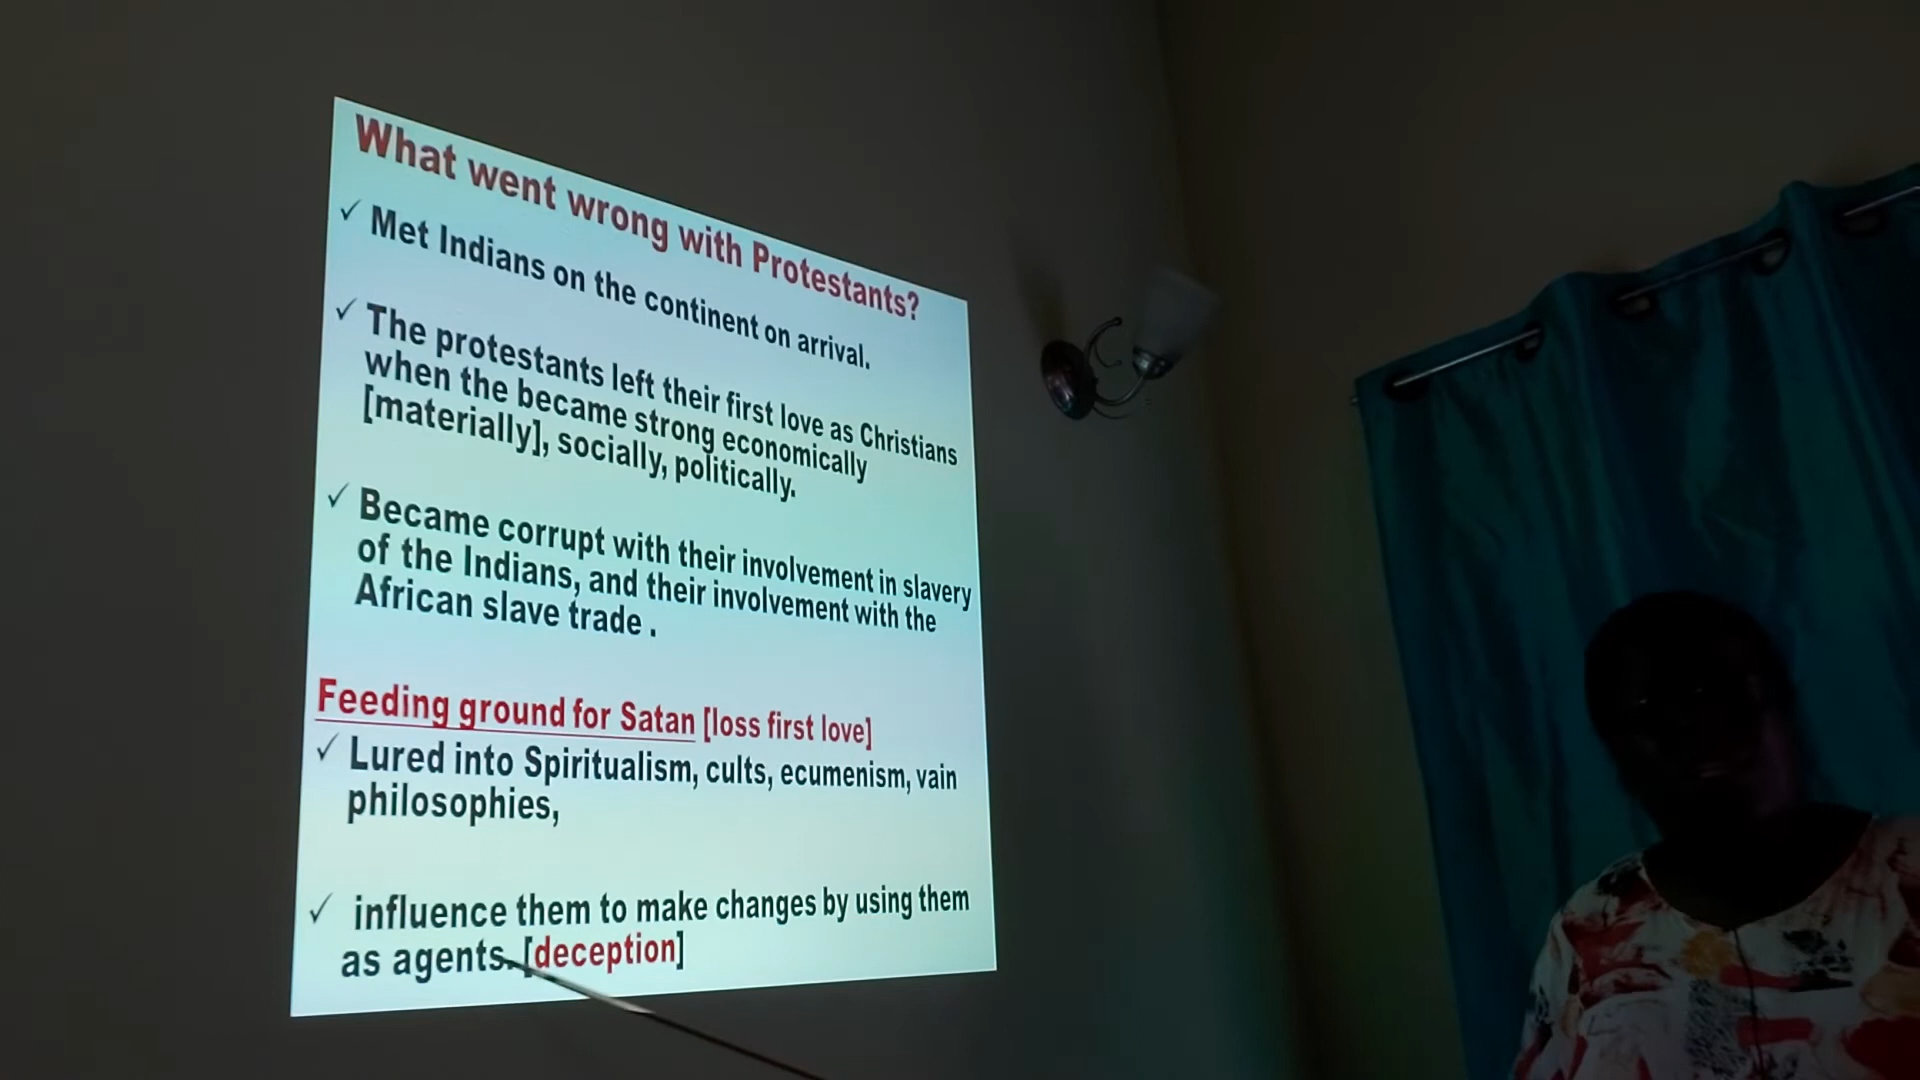 What went wrong with Protestants?
✓ Met Indians on the continent on arrival.
✓ The protestants left their first love as Christians
when the became strong economically
[materially], socially, politically.
✓ Became corrupt with their involvement in slavery
of the Indians, and their involvement with the
African slave trade .
Feeding ground for Satan [loss first love]
✓ Lured into Spiritualism, cults, ecumenism, vain
philosophies,
✓ influence them to make changes by using them
as agents. [deception]